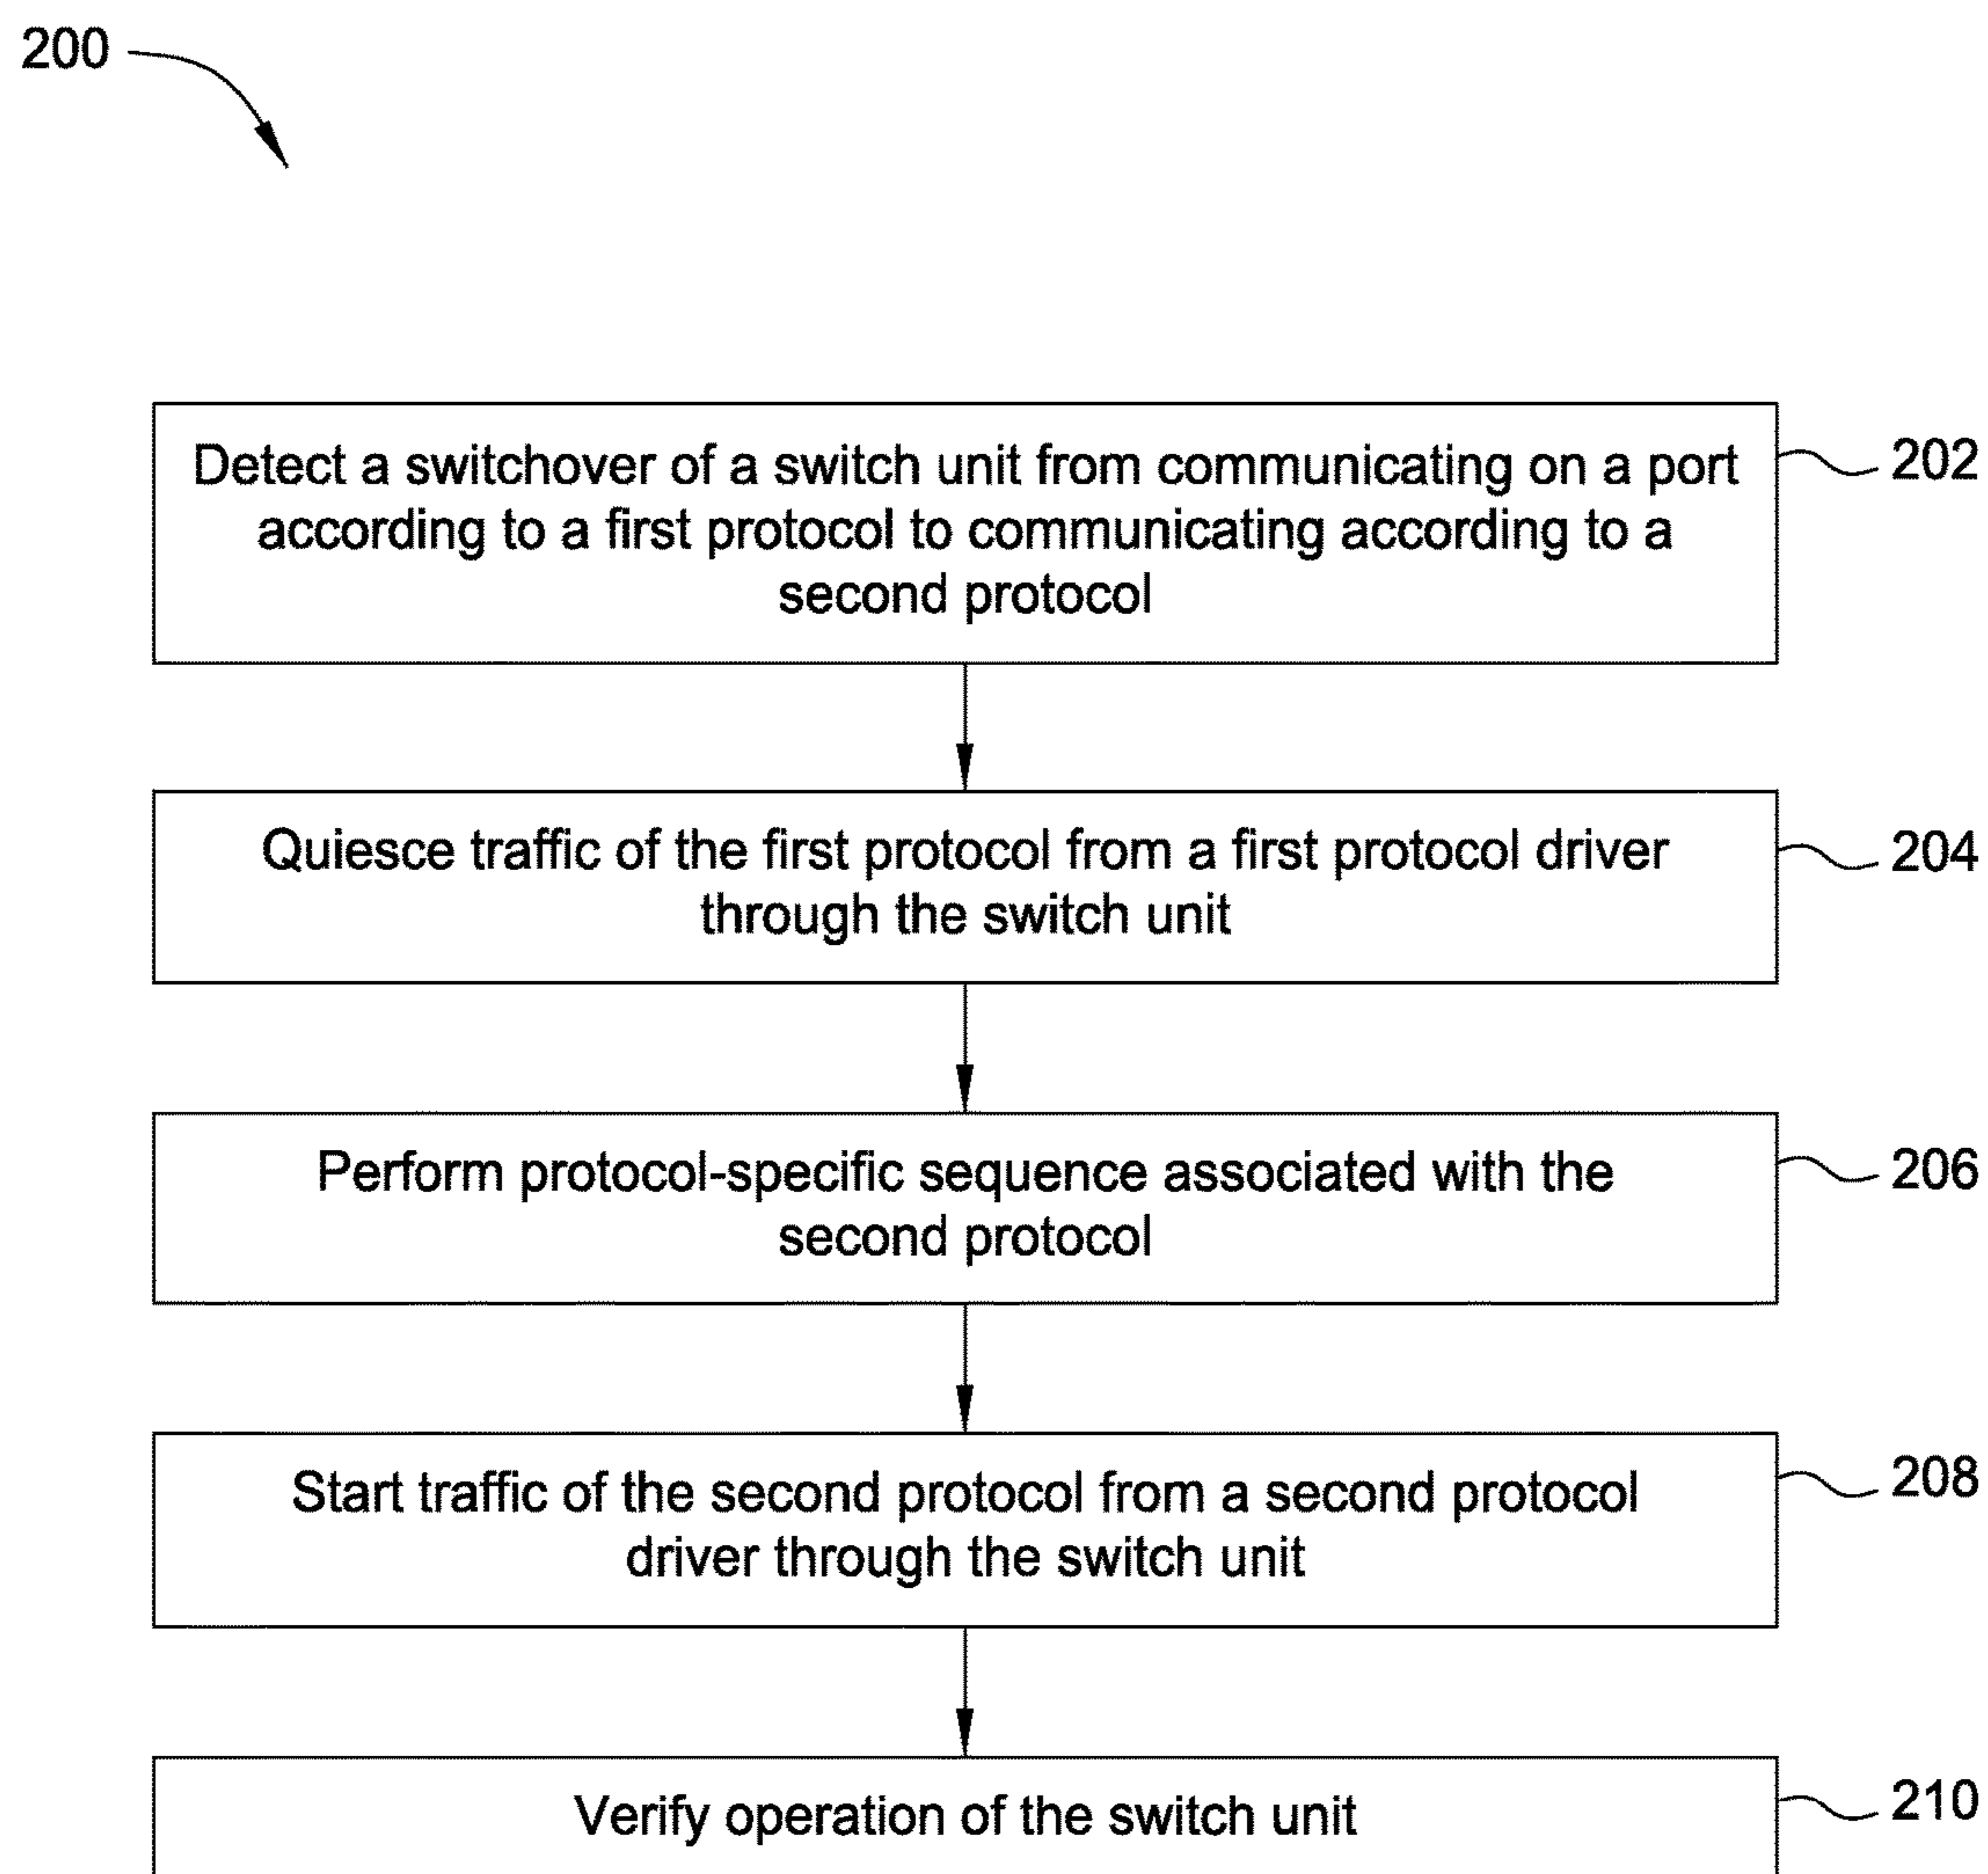 200
Detect a switchover of a switch unit from communicating on a port
according to a first protocol to communicating according to a
second protocol
202
Quiesce traffic of the first protocol from a first protocol driver
through the switch unit
204
Perform protocol-specific sequence associated with the
second protocol
206
Start traffic of the second protocol from a second protocol
driver through the switch unit
208
Verify operation of the switch unit
210